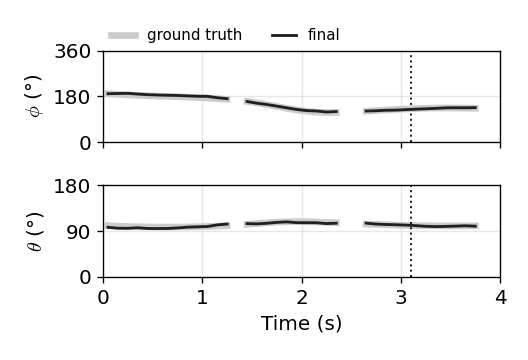 ground truth final
360
ϕ (°)
180
0
180
θ (°)
90
0
0 1 2 3 4
Time (s)